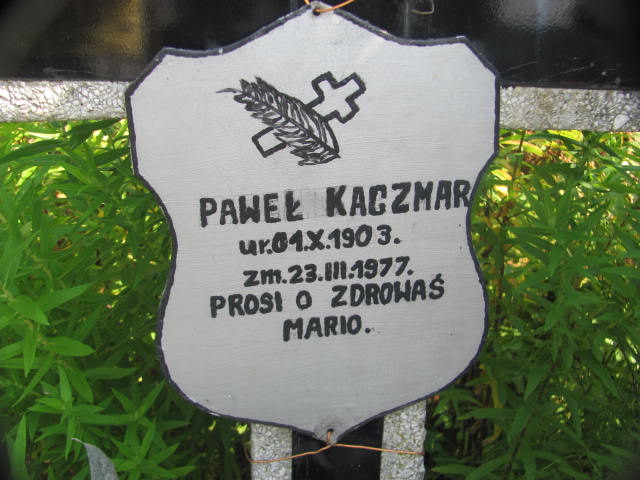 PAWEŁ KACZMAR
ur.01.X.1903.
zm.23.III.1977.
PROSI O ZDROWAŚ
MARIO.